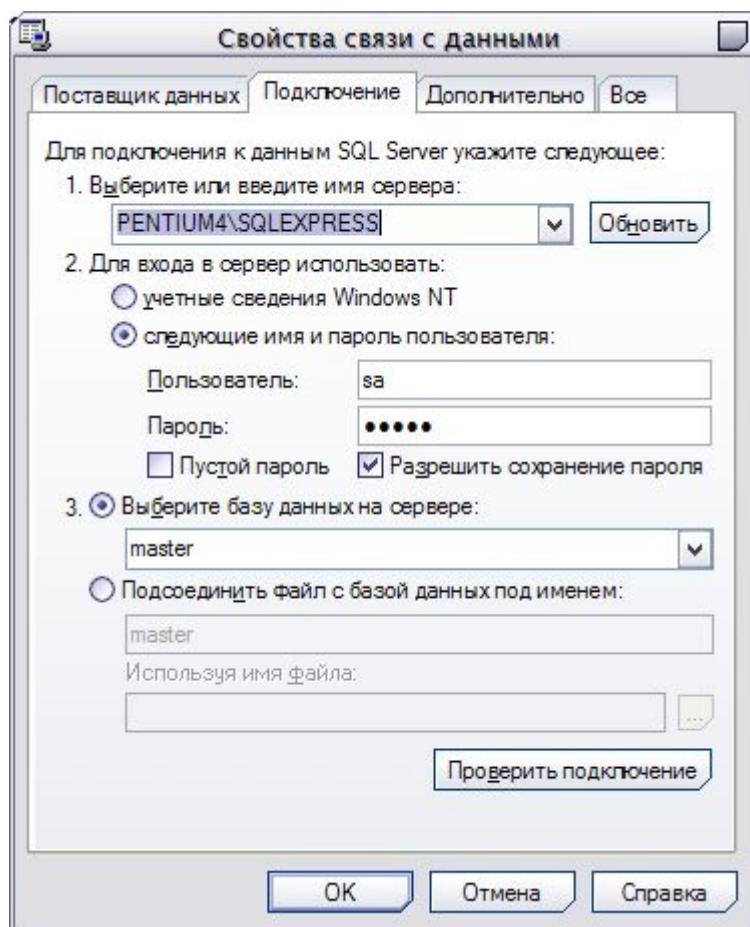 Свойства связи с данными
Поставщик данных Подключение Дополнительно Все
Для подключения к данным SQL Server укажите следующее:
1. Выберите или введите имя сервера:
PENTIUM4\SQLEXPRESS Обновить
2. Для входа в сервер использовать:
учетные сведения Windows NT
следующие имя и пароль пользователя:
Пользователь: sa
Пароль: •••••
Пустой пароль Разрешить сохранение пароля
3. Выберите базу данных на сервере:
master
Подсоединить файл с базой данных под именем:
master
Используя имя файла:
...
Проверить подключение
OK Отмена Справка